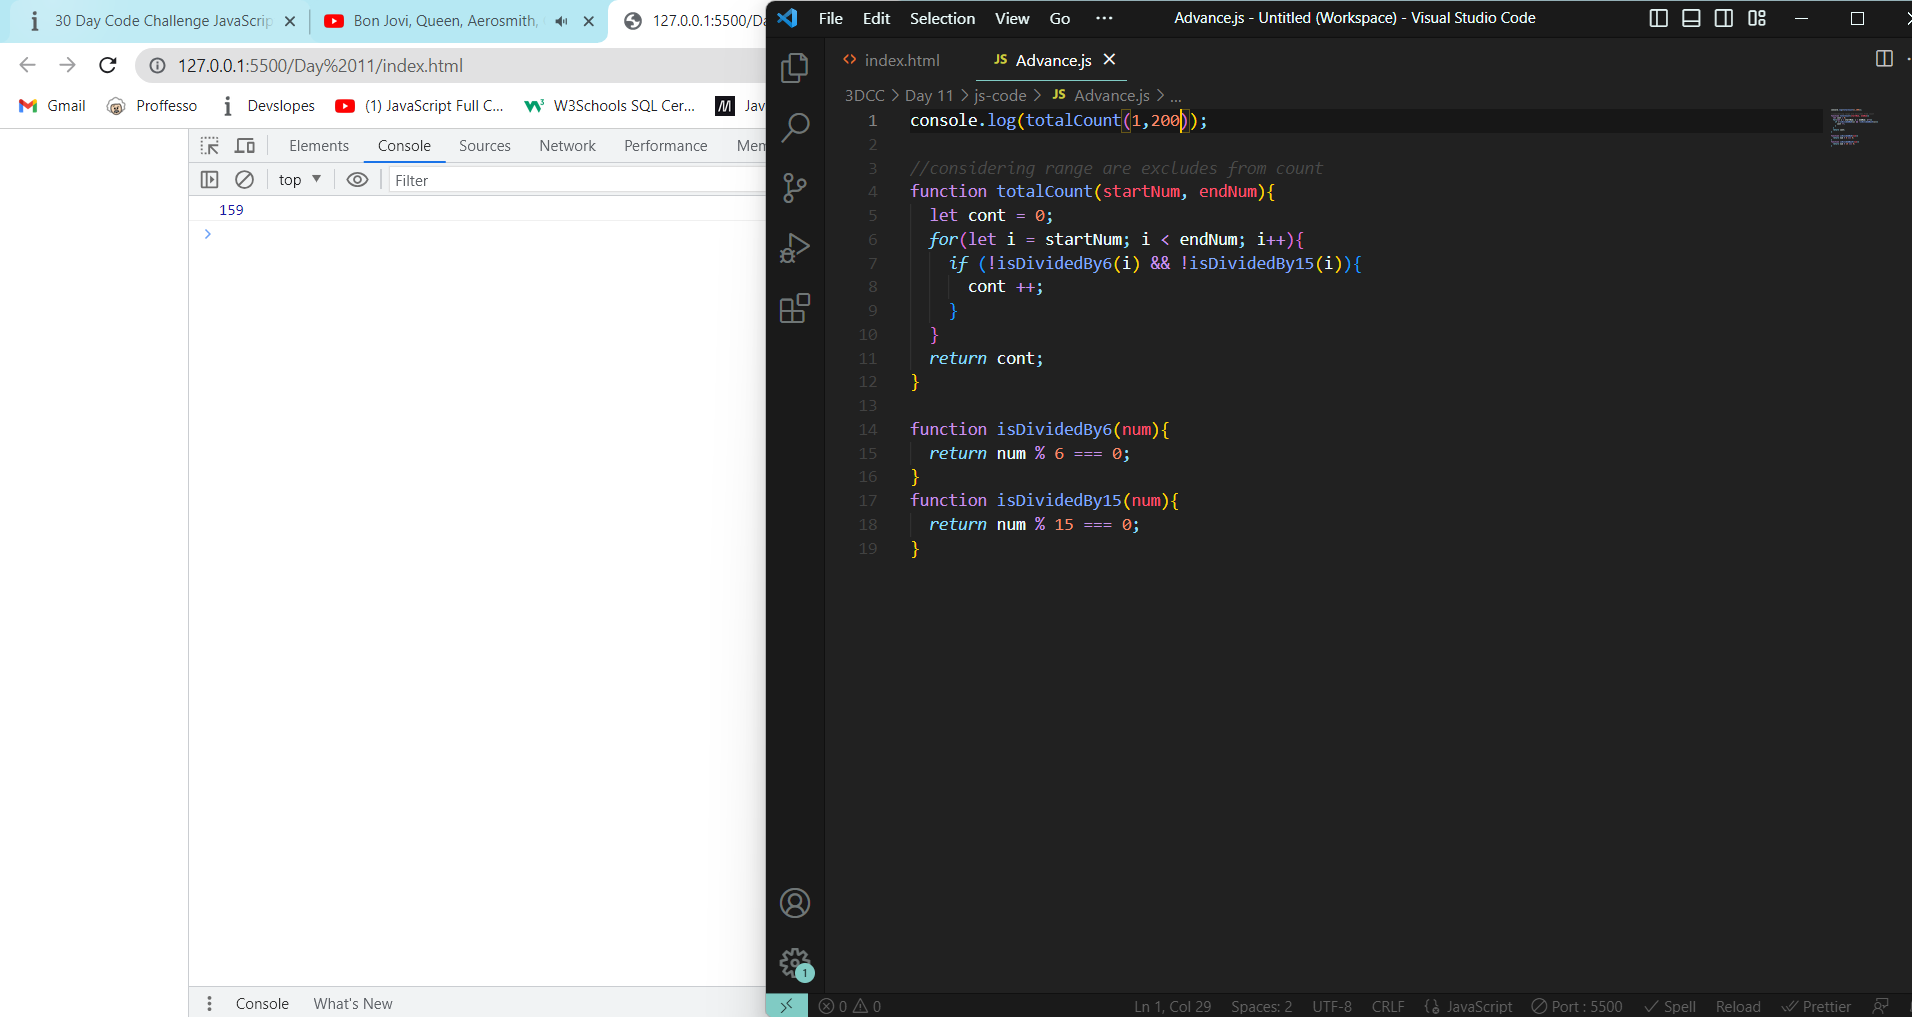 30 Day Code Challenge JavaScrip
Bon Jovi, Queen, Aerosmith,
127.0.0.1:5500/Da
127.0.0.1:5500/Day%2011/index.html
Gmail
Proffesso
Devslopes
(1) JavaScript Full C...
W3Schools SQL Cer...
Jav
Elements
Console
Sources
Network
Performance
Mem
top
Filter
159
Console
What's New
File
Edit
Selection
View
Go
Advance.js - Untitled (Workspace) - Visual Studio Code
index.html
JS Advance.js
3DCC > Day 11 > js-code > JS Advance.js > ...
1 console.log(totalCount(1,200));
2
3 //considering range are excludes from count
4 function totalCount(startNum, endNum){
5 let cont = 0;
6 for(let i = startNum; i < endNum; i++){
7 if (!isDividedBy6(i) && !isDividedBy15(i)){
8 cont ++;
9 }
10 }
11 return cont;
12 }
13
14 function isDividedBy6(num){
15 return num % 6 === 0;
16 }
17 function isDividedBy15(num){
18 return num % 15 === 0;
19 }
1
0 0
Ln 1, Col 29
Spaces: 2
UTF-8
CRLF
{} JavaScript
Port : 5500
Spell
Reload
Prettier